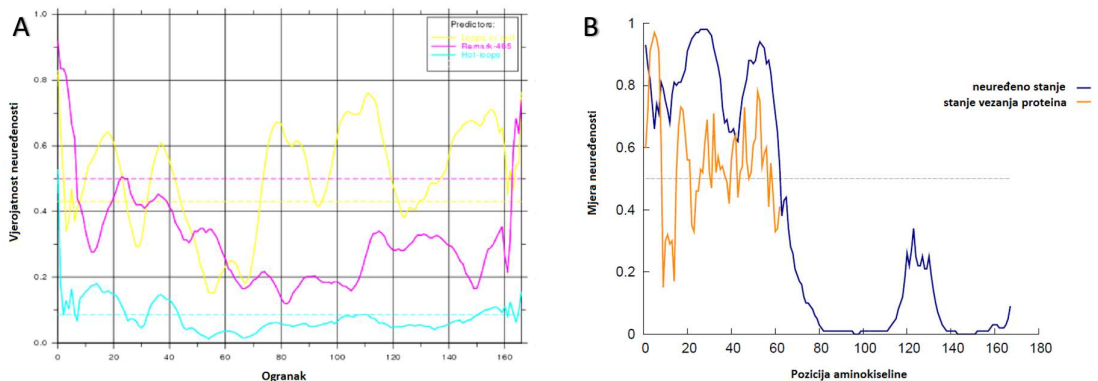 A
Predictors:
Loops or coil
Remark-465
Hot-loops
Vjerojatnost neuređenosti
1.0
0.8
0.6
0.4
0.2
0.0
0 20 40 60 80 100 120 140 160
Ogranak
B
neuređeno stanje
stanje vezanja proteina
Mjera neuređenosti
1
0.8
0.6
0.4
0.2
0
0 20 40 60 80 100 120 140 160 180
Pozicija aminokiseline